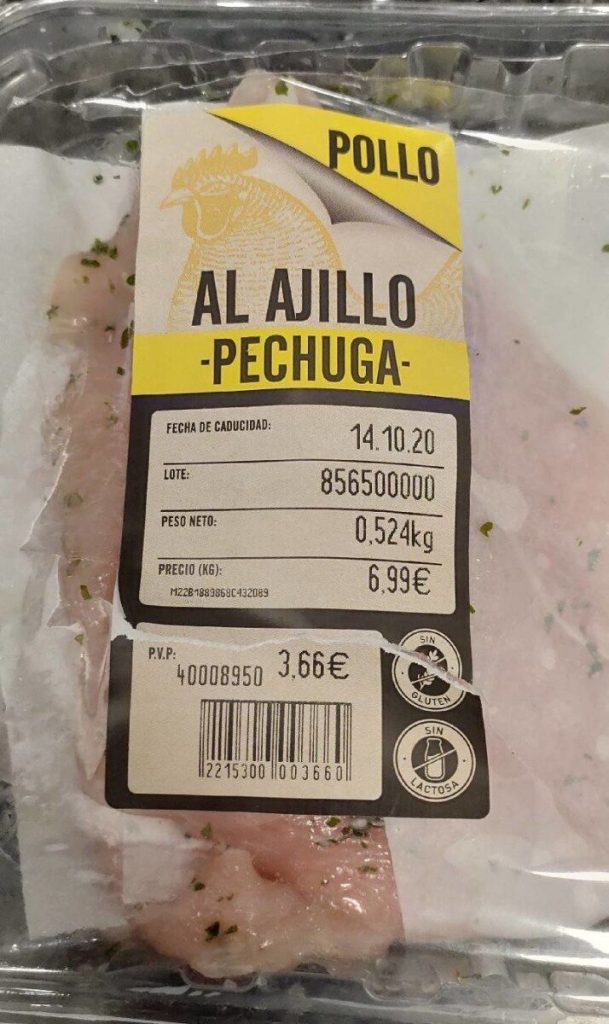 POLLO
AL AJILLO
-PECHUGA-
FECHA DE CADUCIDAD: 14.10.20
LOTE: 856500000
PESO NETO: 0,524kg
PRECIO (KG): 6,99€
MZ2B1889868C432089
P.V.P: 40008950 3,66€
SIN GLUTEN
2215300 003660
SIN LACTOSA